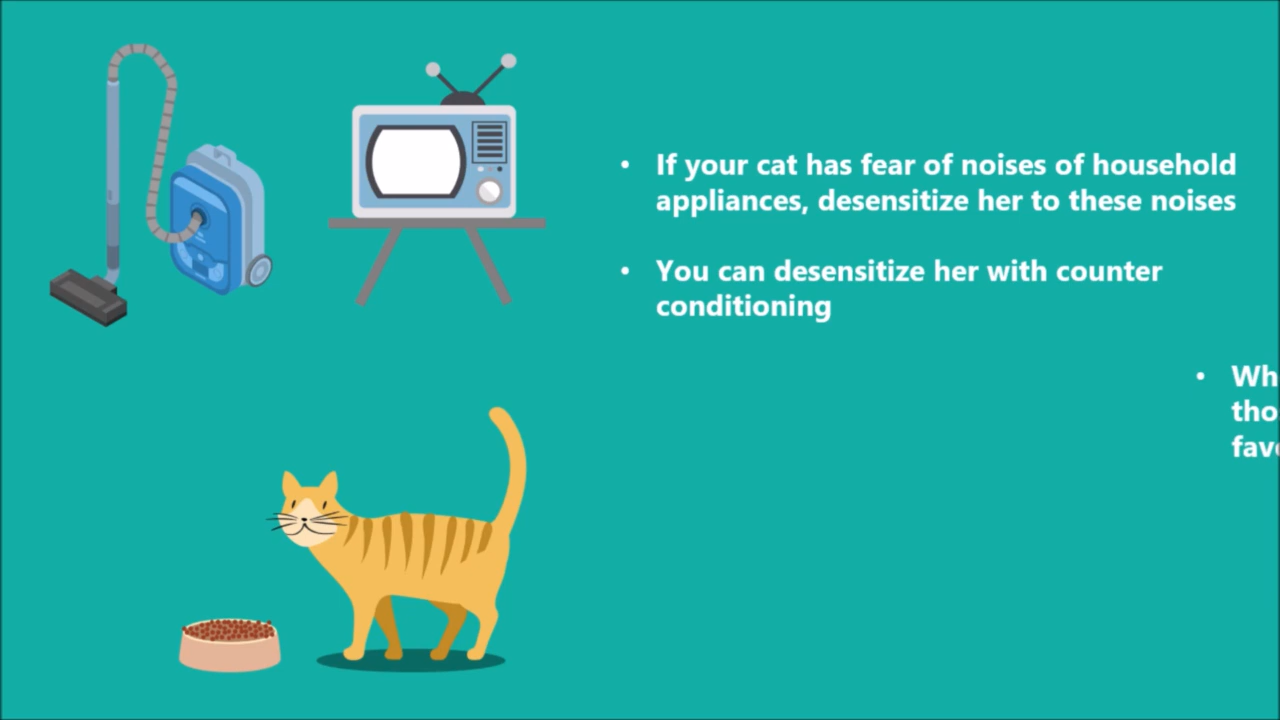 • If your cat has fear of noises of household
appliances, desensitize her to these noises
• You can desensitize her with counter
conditioning
•